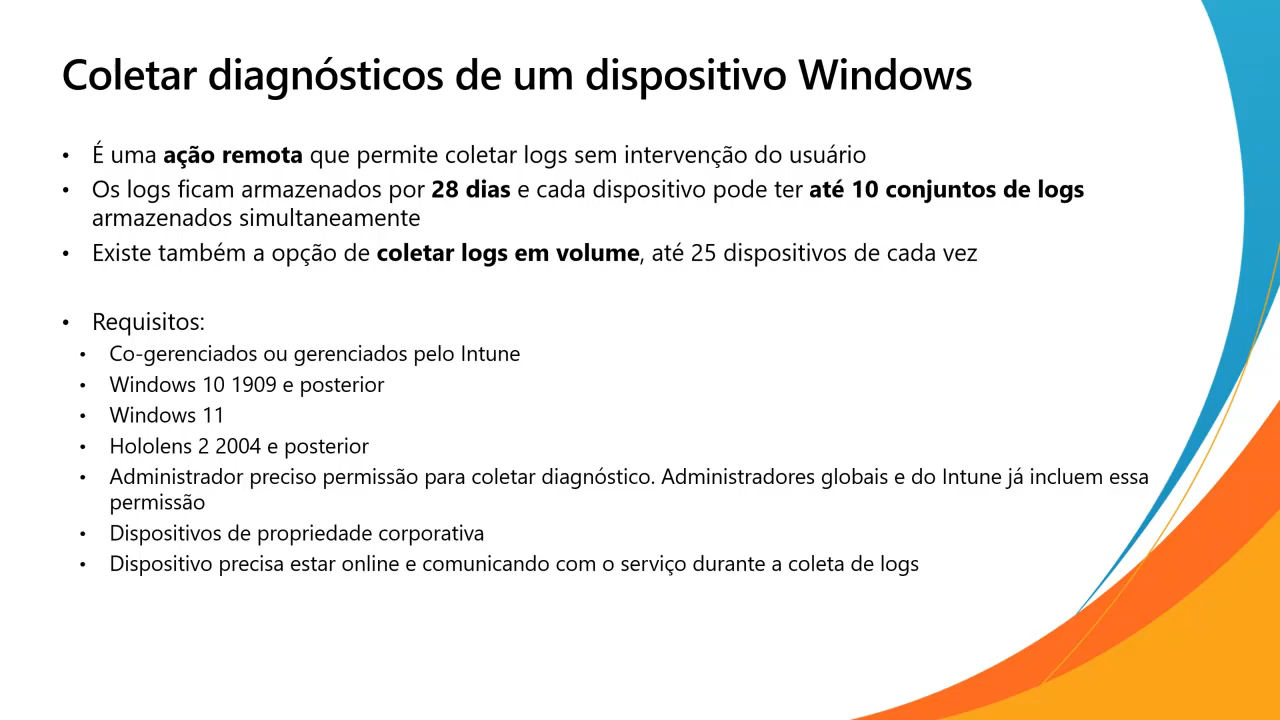 Coletar diagnósticos de um dispositivo Windows
• É uma ação remota que permite coletar logs sem intervenção do usuário
• Os logs ficam armazenados por 28 dias e cada dispositivo pode ter até 10 conjuntos de logs
armazenados simultaneamente
• Existe também a opção de coletar logs em volume, até 25 dispositivos de cada vez
• Requisitos:
• Co-gerenciados ou gerenciados pelo Intune
• Windows 10 1909 e posterior
• Windows 11
• Hololens 2 2004 e posterior
• Administrador preciso permissão para coletar diagnóstico. Administradores globais e do Intune já incluem essa
permissão
• Dispositivos de propriedade corporativa
• Dispositivo precisa estar online e comunicando com o serviço durante a coleta de logs